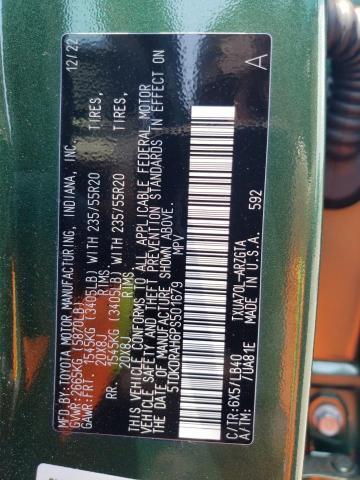 MFD.BY:TOYOTA MOTOR MANUFACTURING, INDIANA, INC. 12/22
GVWR:2665KG (5870LB)
GAWR:FRT. 1545KG (3405LB) WITH 235/55R20 TIRES,
20X8J RIMS,
RR. 1545KG (3405LB) WITH 235/55R20 TIRES,
20X8J RIMS,
THIS VEHICLE CONFORMS TO ALL APPLICABLE FEDERAL MOTOR
VEHICLE SAFETY AND THEFT PREVENTION STANDARDS IN EFFECT ON
THE DATE OF MANUFACTURE SHOWN ABOVE.
5TDKDRAH6PS501679 MPV
A
C/TR:6X5/LB40 TXUA70L-ARZGTA
A/TM: /UA81E U.S.A. 592